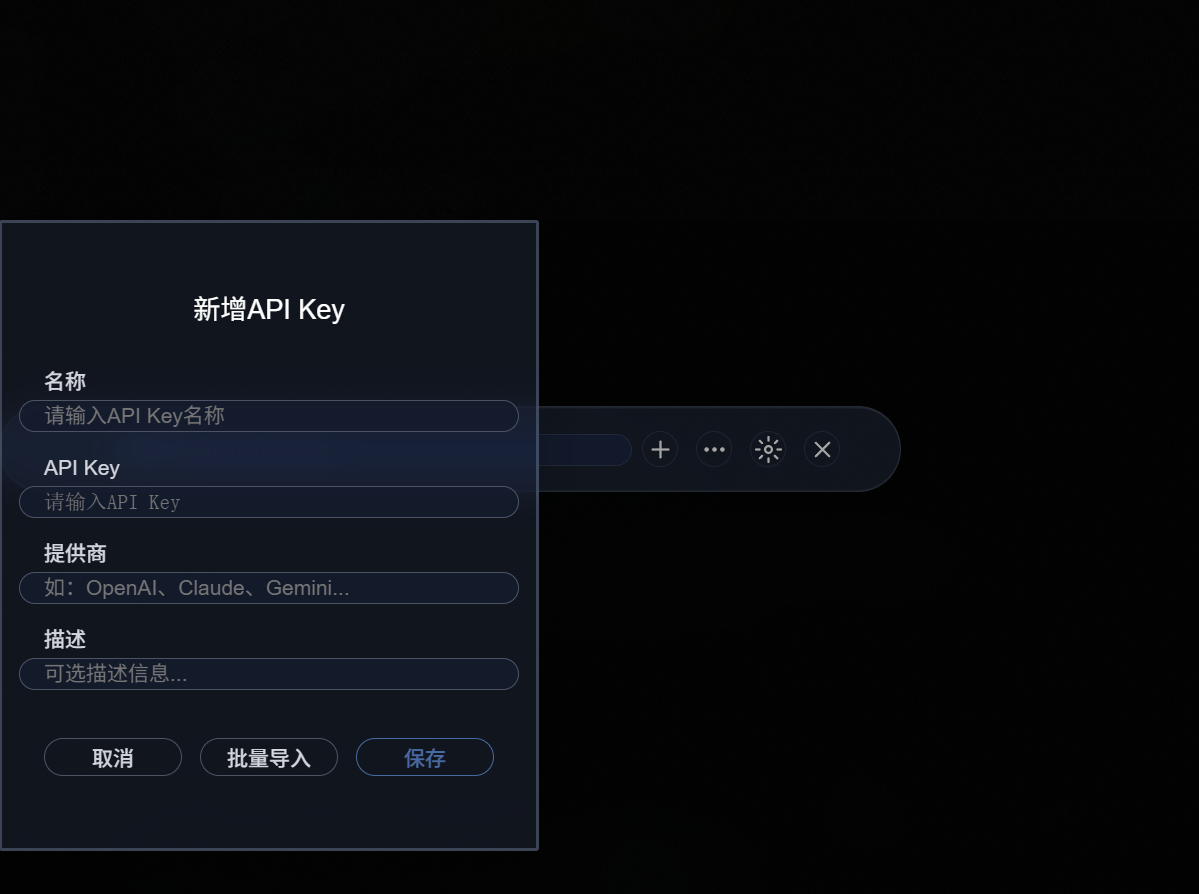 新增API Key
名称
请输入API Key名称
API Key
请输入API Key
提供商
如：OpenAI、Claude、Gemini...
描述
可选描述信息...
取消 批量导入 保存